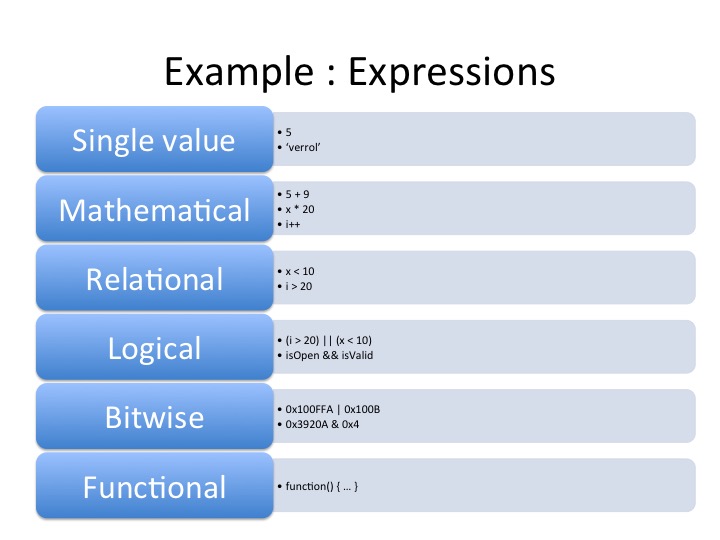 Example : Expressions
Single value
• 5
• ‘verrol’
Mathematical
• 5 + 9
• x * 20
• i++
Relational
• x < 10
• i > 20
Logical
• (i > 20) || (x < 10)
• isOpen && isValid
Bitwise
• 0x100FFA | 0x100B
• 0x3920A & 0x4
Functional
• function() { … }